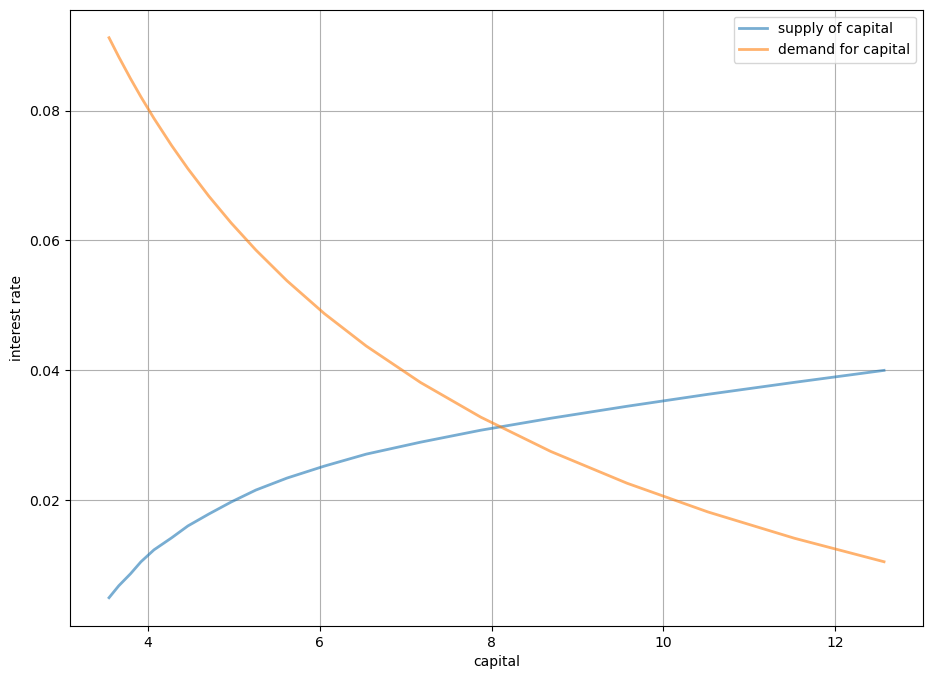 supply of capital
demand for capital
0.08
0.06
0.04
0.02
interest rate
4 6 8 10 12
capital